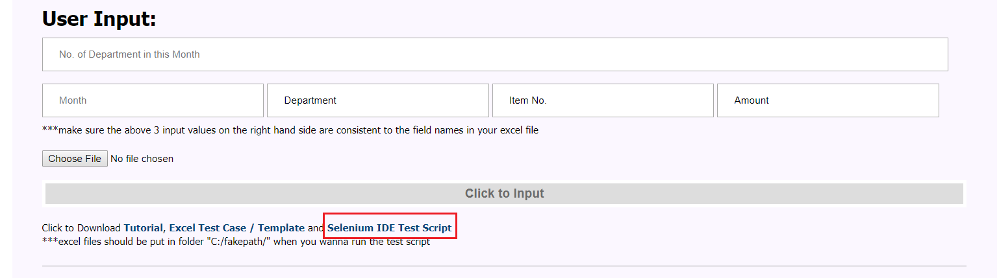 User Input:
No. of Department in this Month
Month Department Item No. Amount
***make sure the above 3 input values on the right hand side are consistent to the field names in your excel file
Choose File No file chosen
Click to Input
Click to Download Tutorial, Excel Test Case / Template and Selenium IDE Test Script
***excel files should be put in folder "C:/fakepath/" when you wanna run the test script